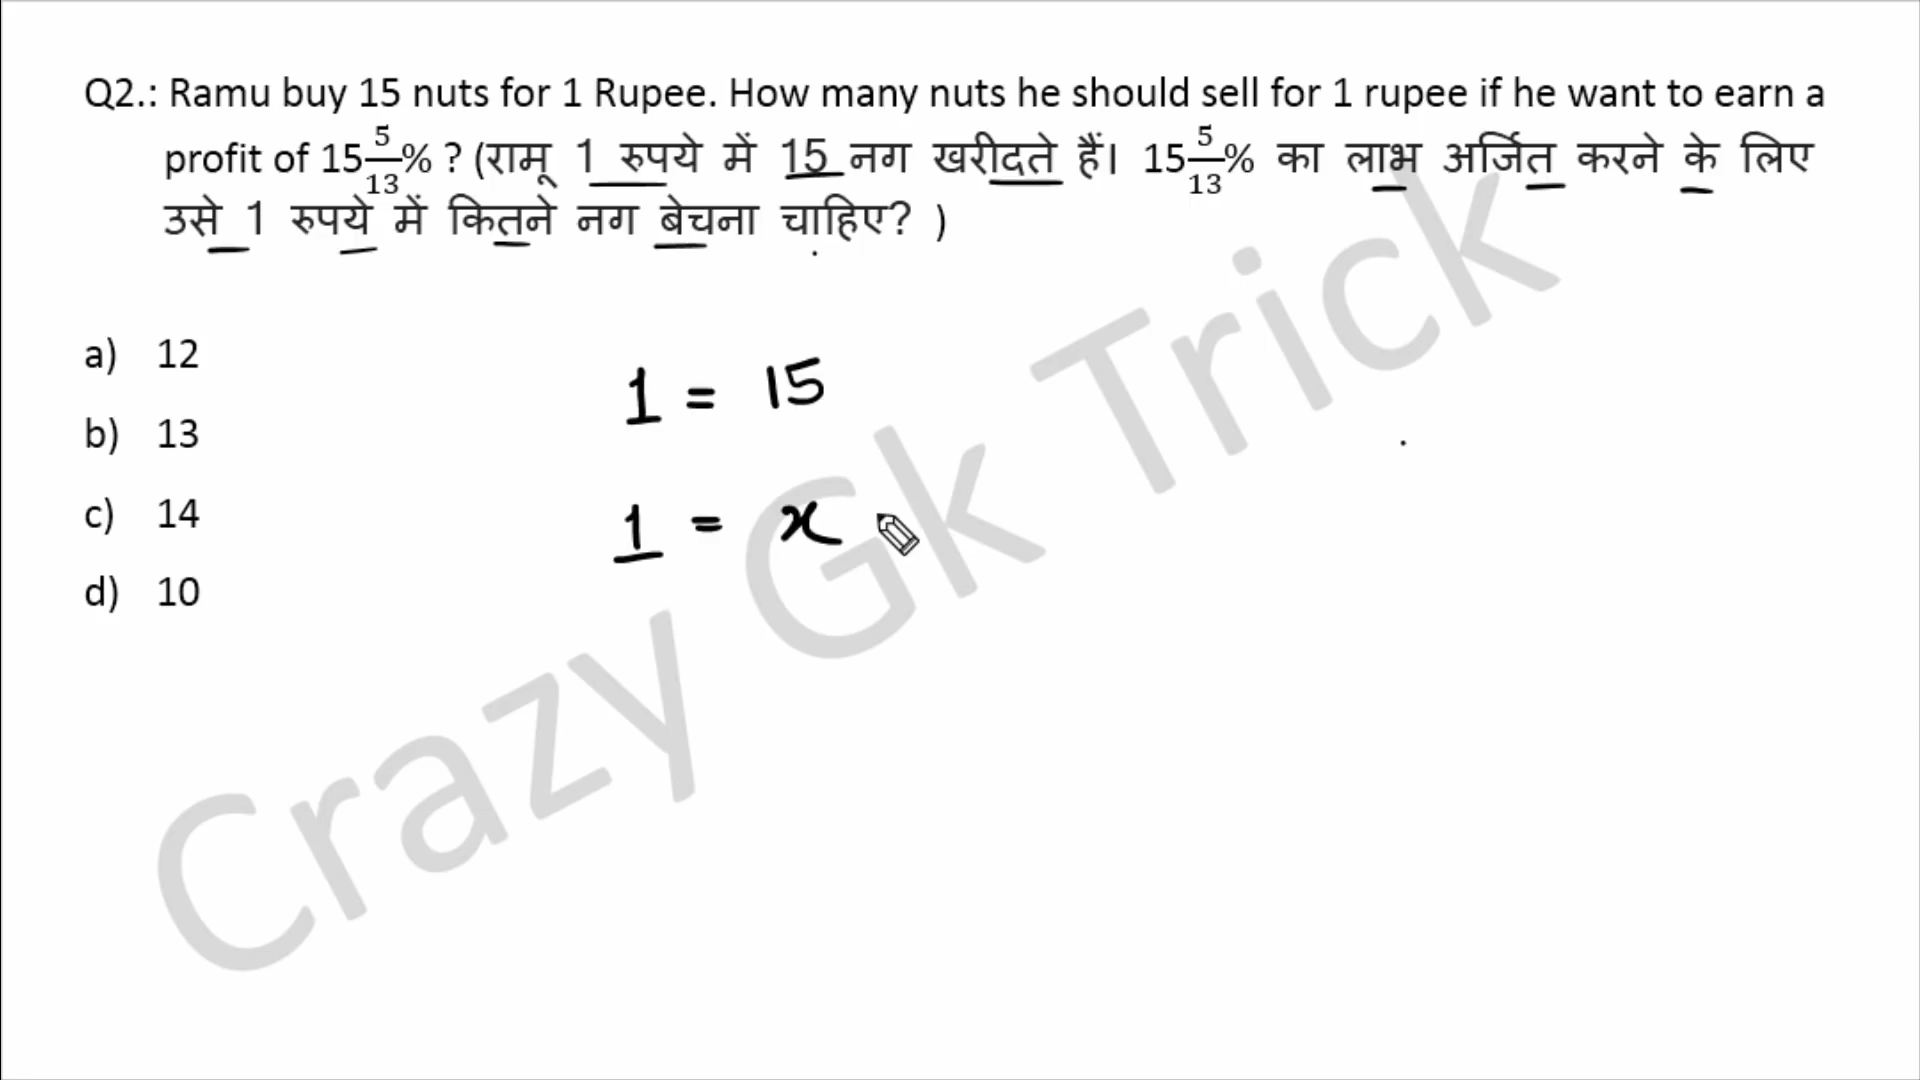 Q2.: Ramu buy 15 nuts for 1 Rupee. How many nuts he should sell for 1 rupee if he want to earn a
profit of 15 5/13% ? (रामू 1 रुपये में 15 नग खरीदते हैं। 15 5/13% का लाभ अर्जित करने के लिए
उसे 1 रुपये में कितने नग बेचना चाहिए? )
a) 12
b) 13
c) 14
d) 10
1 = 15
1 = x
Crazy Gk Trick